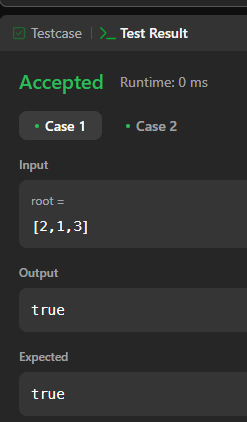 Testcase
Test Result
Accepted Runtime: 0 ms
• Case 1 • Case 2
Input
root =
[2,1,3]
Output
true
Expected
true